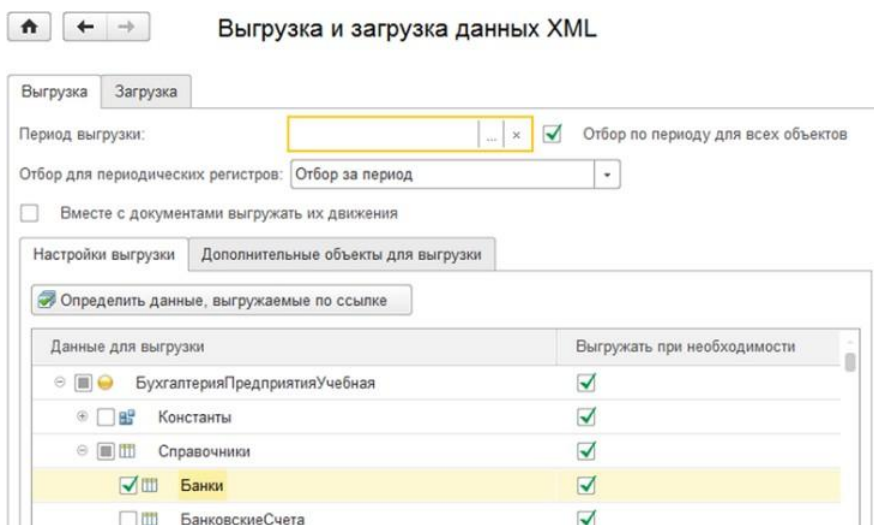 Выгрузка и загрузка данных XML
Выгрузка Загрузка
Период выгрузки: ... × Отбор по периоду для всех объектов
Отбор для периодических регистров: Отбор за период
Вместе с документами выгружать их движения
Настройки выгрузки Дополнительные объекты для выгрузки
Определить данные, выгружаемые по ссылке
Данные для выгрузки Выгружать при необходимости
БухгалтерияПредприятияУчебная
Константы
Справочники
Банки
БанковскиеСчета